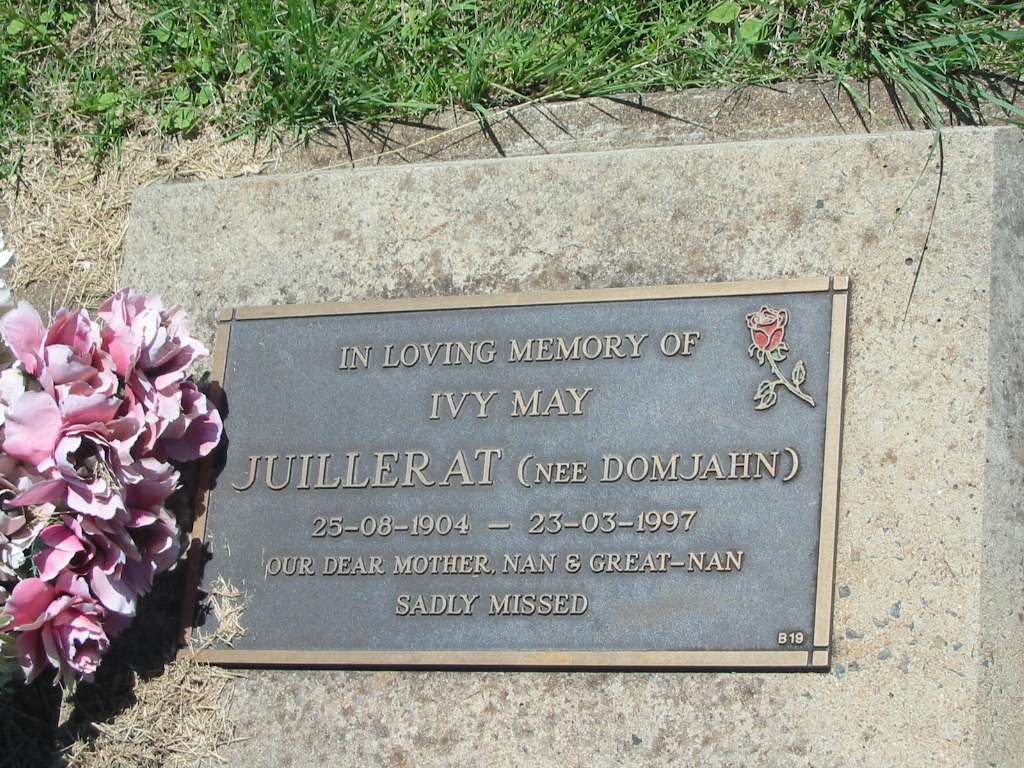 IN LOVING MEMORY OF
IVY MAY
JUILLERAT (NEE DOMJAHN)
25-08-1904 - 23-03-1997
OUR DEAR MOTHER, NAN & GREAT-NAN
SADLY MISSED
B19